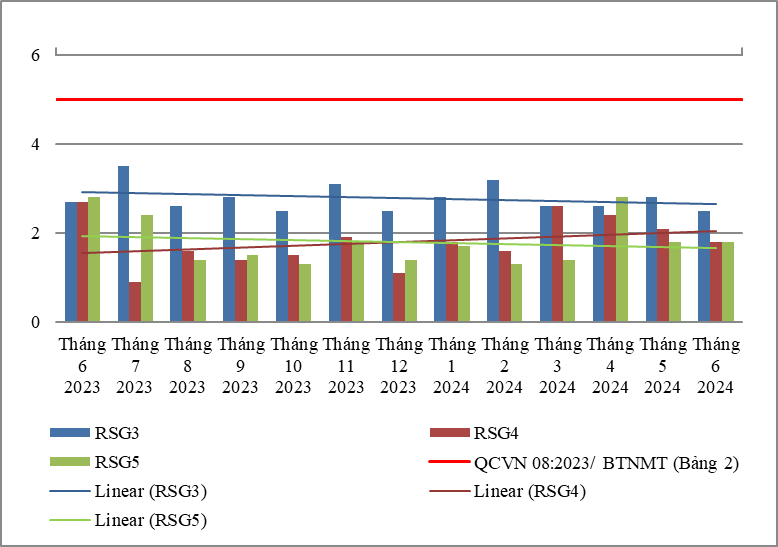 6
4
2
0
Tháng Tháng Tháng Tháng Tháng Tháng Tháng Tháng Tháng Tháng Tháng Tháng Tháng
6 7 8 9 10 11 12 1 2 3 4 5 6
2023 2023 2023 2023 2023 2023 2023 2024 2024 2024 2024 2024 2024
RSG3 RSG4
RSG5 QCVN 08:2023/ BTNMT (Bảng 2)
Linear (RSG3) Linear (RSG4)
Linear (RSG5)